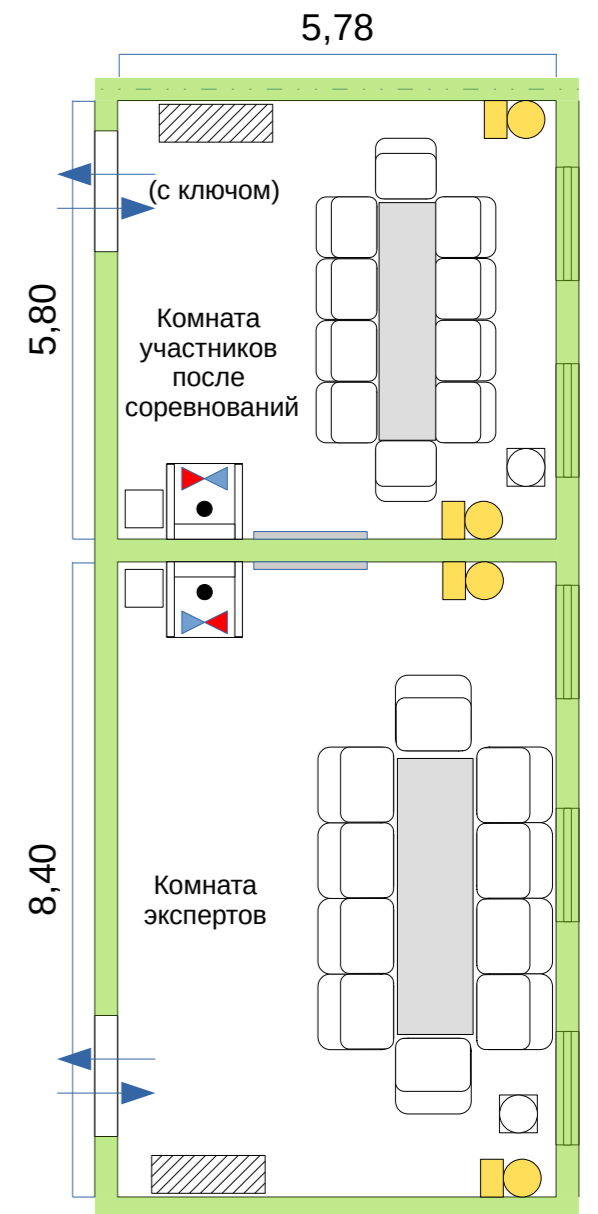 5,78
(с ключом)
5,80
Комната
участников
после
соревнований
8,40
Комната
экспертов